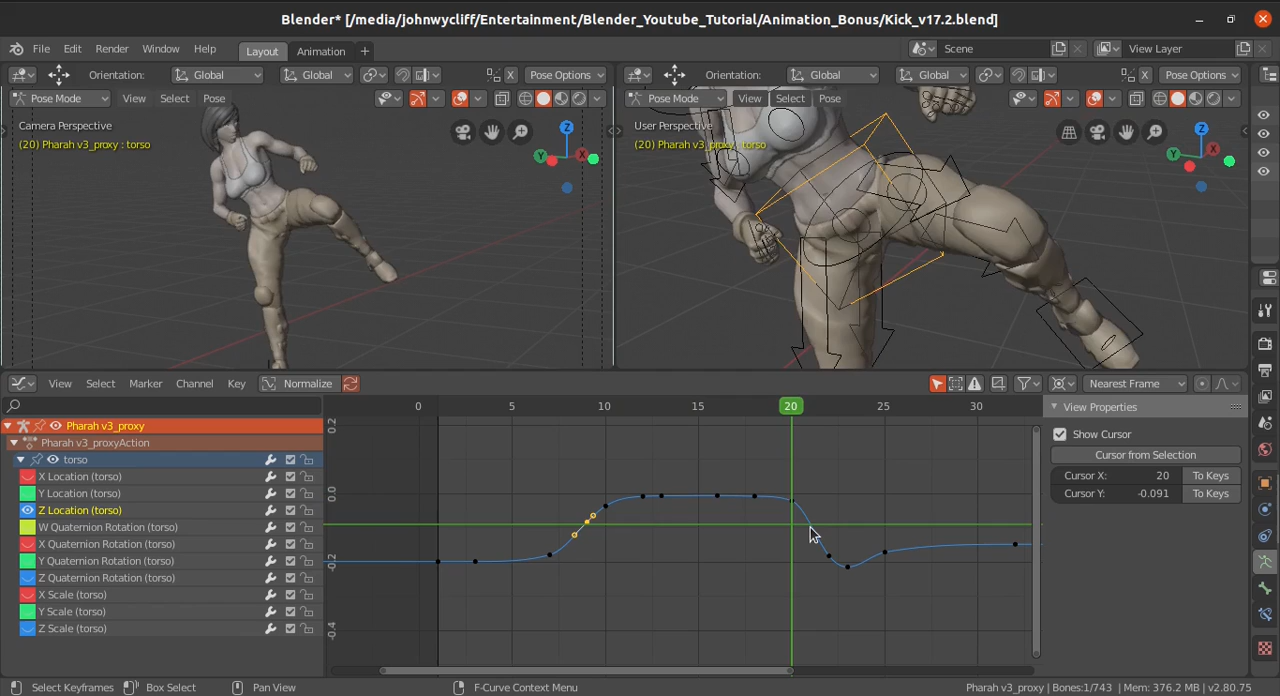 Blender* [/media/johnwycliff/Entertainment/Blender_Youtube_Tutorial/Animation_Bonus/Kick_v17.2.blend]
File Edit Render Window Help Layout Animation + Scene View Layer
Orientation: Global Global X Pose Options
Orientation: Global Global X Pose Options
Pose Mode View Select Pose
Pose Mode View Select Pose
Camera Perspective
(20) Pharah v3_proxy : torso
Z
Y
X
User Perspective
(20) Pharah v3_proxy : torso
Z
Y
X
View Select Marker Channel Key Normalize Nearest Frame
0 5 10 15 20 25 30
0.2
0.0
-0.2
-0.4
Pharah v3_proxy
Pharah v3_proxyAction
torso
X Location (torso)
Y Location (torso)
Z Location (torso)
W Quaternion Rotation (torso)
X Quaternion Rotation (torso)
Y Quaternion Rotation (torso)
Z Quaternion Rotation (torso)
X Scale (torso)
Y Scale (torso)
Z Scale (torso)
View Properties
Show Cursor
Cursor from Selection
Cursor X: 20 To Keys
Cursor Y: -0.091 To Keys
Select Keyframes Box Select Pan View F-Curve Context Menu Pharah v3_proxy | Bones:1/743 | Mem: 376.2 MB | v2.80.75